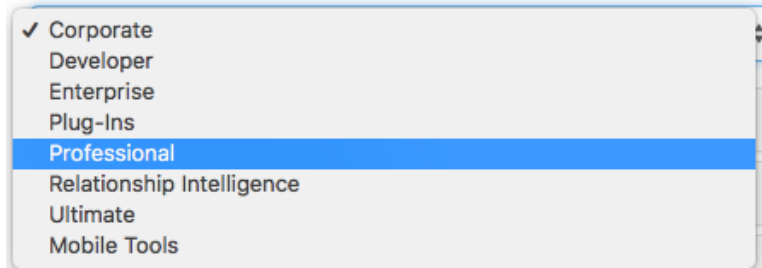 ✓ Corporate
Developer
Enterprise
Plug-Ins
Professional
Relationship Intelligence
Ultimate
Mobile Tools